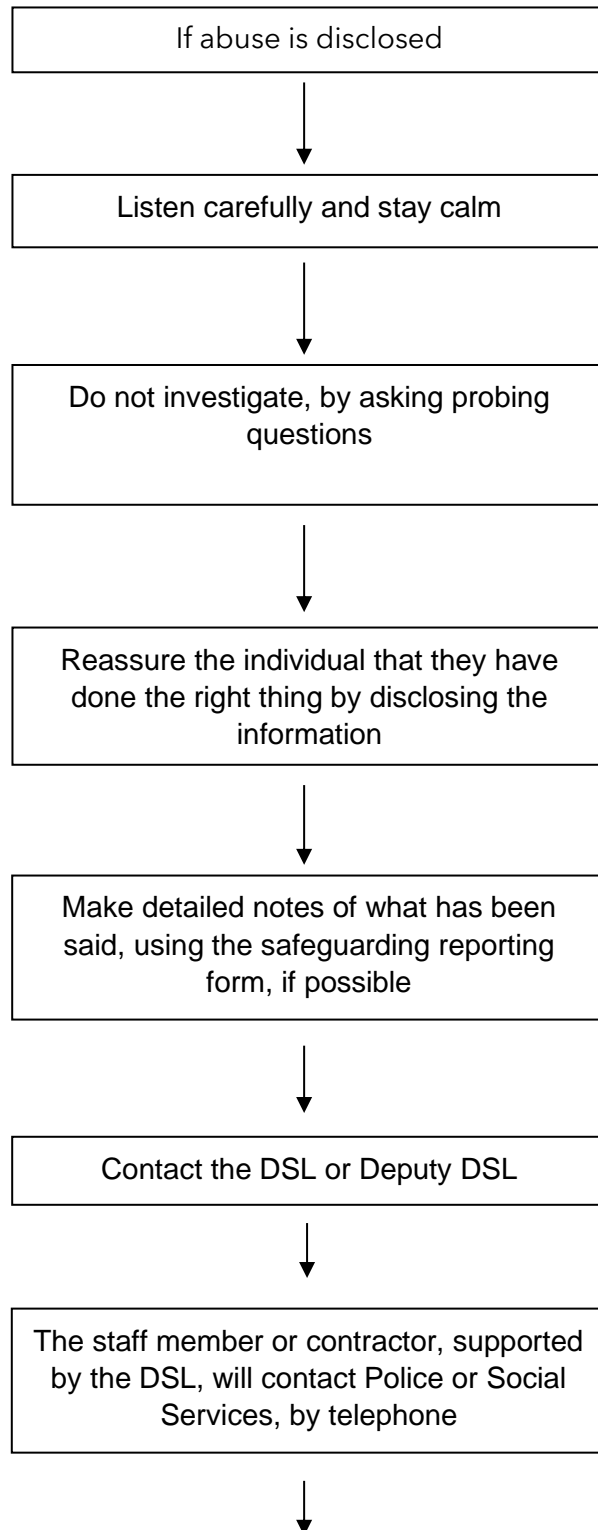 If abuse is disclosed
Listen carefully and stay calm
Do not investigate, by asking probing
questions
Reassure the individual that they have
done the right thing by disclosing the
information
Make detailed notes of what has been
said, using the safeguarding reporting
form, if possible
Contact the DSL or Deputy DSL
The staff member or contractor, supported
by the DSL, will contact Police or Social
Services, by telephone